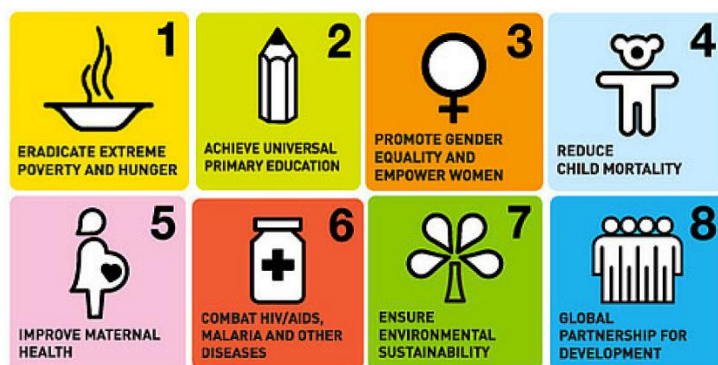 1
ERADICATE EXTREME
POVERTY AND HUNGER
2
ACHIEVE UNIVERSAL
PRIMARY EDUCATION
3
PROMOTE GENDER
EQUALITY AND
EMPOWER WOMEN
4
REDUCE
CHILD MORTALITY
5
IMPROVE MATERNAL
HEALTH
6
COMBAT HIV/AIDS,
MALARIA AND OTHER
DISEASES
7
ENSURE
ENVIRONMENTAL
SUSTAINABILITY
8
GLOBAL
PARTNERSHIP FOR
DEVELOPMENT